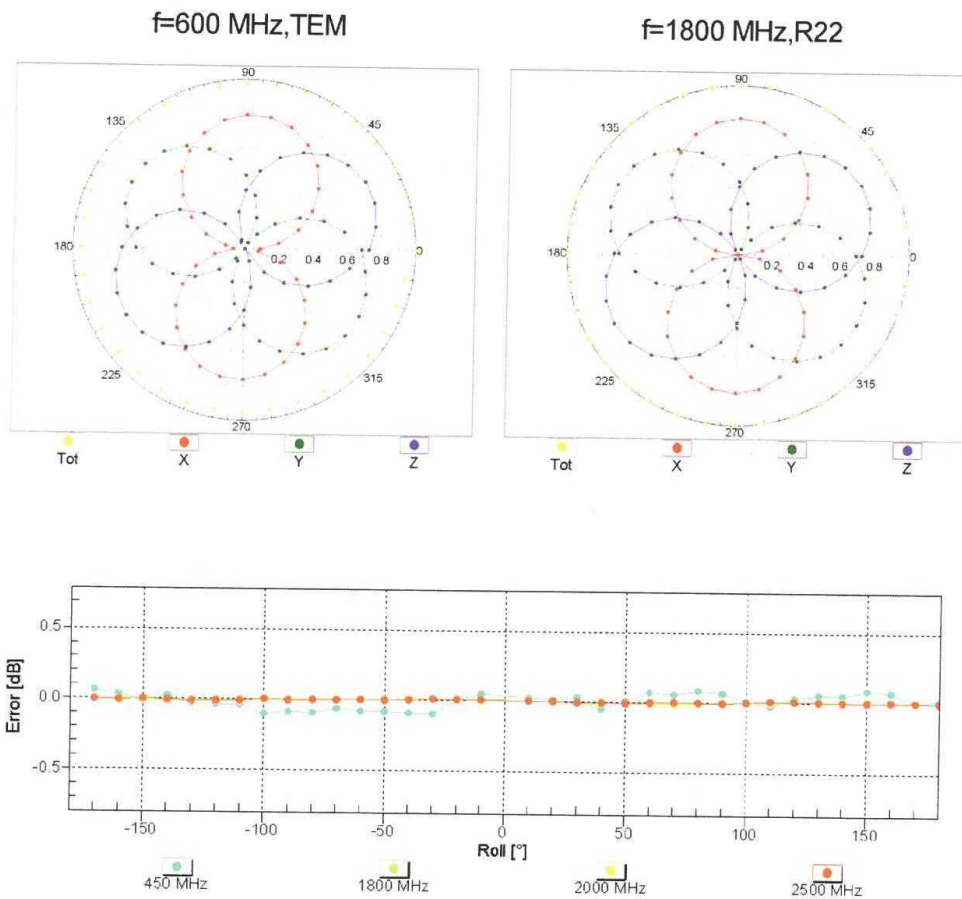 f=600 MHz,TEM
f=1800 MHz,R22
90
135
45
180
0
0.2 0.4 0.6 0.8
225
315
270
Tot X Y Z
90
135
45
180
0
0.2 0.4 0.6 0.8
225
315
270
Tot X Y Z
Error [dB]
0.5
0.0
-0.5
-150 -100 -50 0 50 100 150
Roll [°]
450 MHz 1800 MHz 2000 MHz 2500 MHz